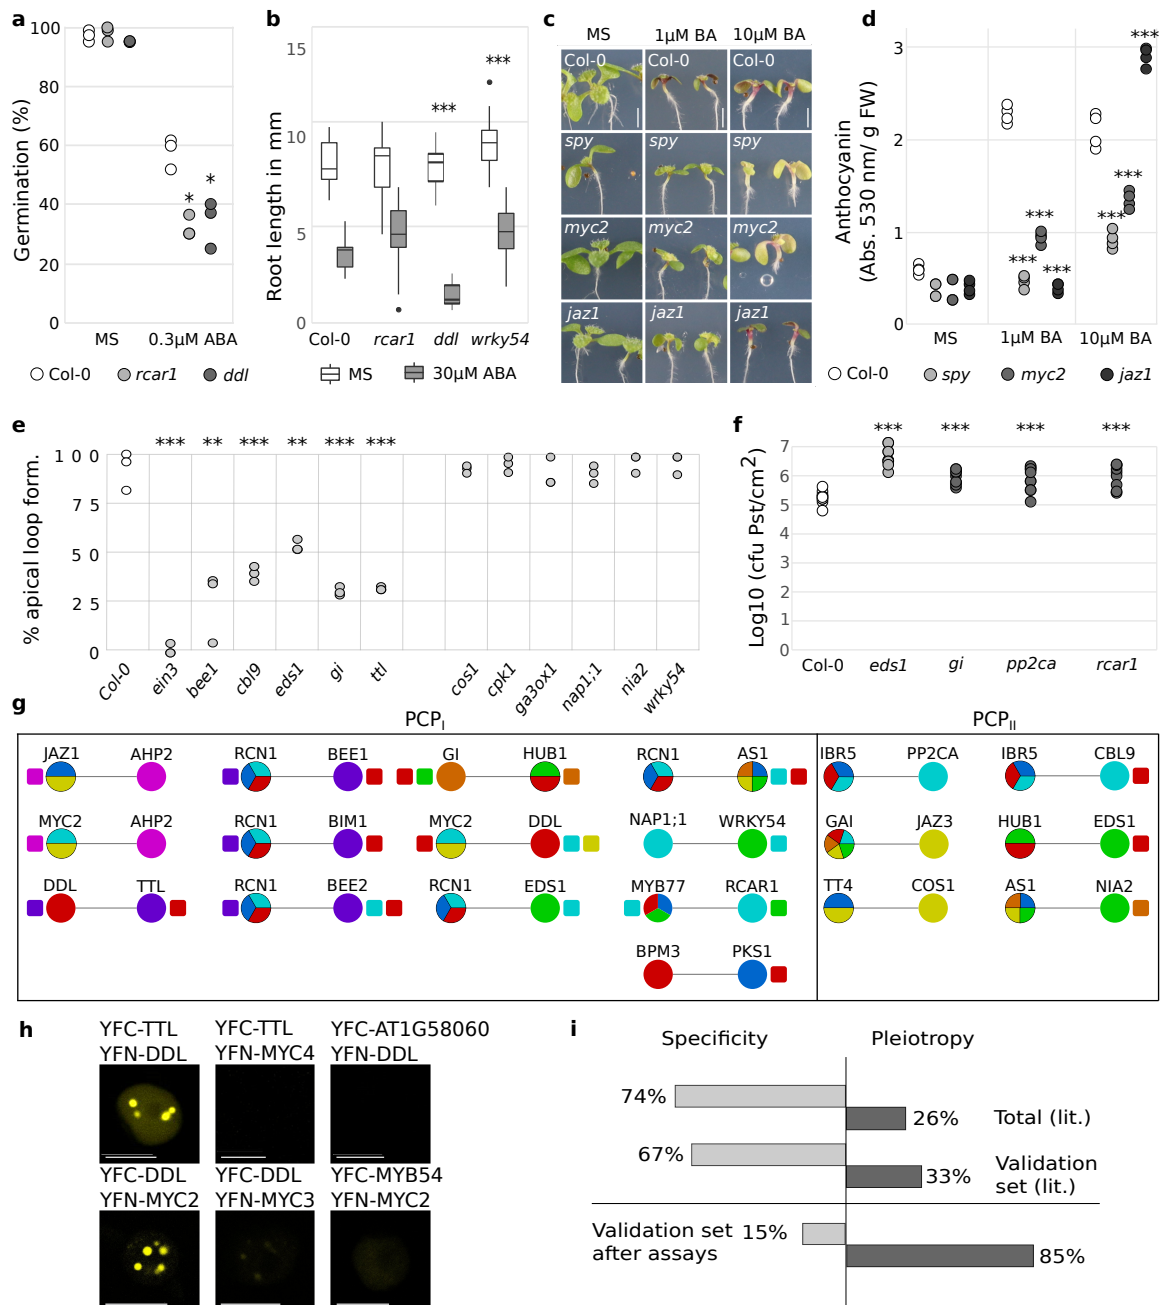 a
100
80
60
40
20
0
Germination (%)
*
*
MS
0.3µM ABA
Col-0
rcar1
ddl
b
15
10
5
0
Root length in mm
***
***
Col-0
rcar1
ddl
wrky54
MS
30µM ABA
c
MS
1µM BA
10µM BA
Col-0
Col-0
Col-0
spy
spy
spy
myc2
myc2
myc2
jaz1
jaz1
jaz1
d
3
2
1
0
Anthocyanin
(Abs. 530 nm/ g FW)
***
***
***
***
***
***
MS
1µM BA
10µM BA
Col-0
spy
myc2
jaz1
e
*** ** *** ** *** ***
100
75
50
25
0
% apical loop form.
Col-0
ein3
bee1
cbl9
eds1
gi
ttl
cos1
cpk1
ga3ox1
nap1;1
nia2
wrky54
f
*** *** *** ***
7
6
5
4
3
2
1
0
Log10 (cfu Pst/cm2)
Col-0
eds1
gi
pp2ca
rcar1
g
PCPI
PCPII
JAZ1 AHP2 RCN1 BEE1 GI HUB1 RCN1 AS1 IBR5 PP2CA IBR5 CBL9
MYC2 AHP2 RCN1 BIM1 MYC2 DDL NAP1;1 WRKY54 GAI JAZ3 HUB1 EDS1
DDL TTL RCN1 BEE2 RCN1 EDS1 MYB77 RCAR1 TT4 COS1 AS1 NIA2
BPM3 PKS1
h
YFC-TTL
YFN-DDL
YFC-TTL
YFN-MYC4
YFC-AT1G58060
YFN-DDL
YFC-DDL
YFN-MYC2
YFC-DDL
YFN-MYC3
YFC-MYB54
YFN-MYC2
i
Specificity
Pleiotropy
74%
26%
Total (lit.)
67%
33%
Validation
set (lit.)
Validation set
after assays
15%
85%